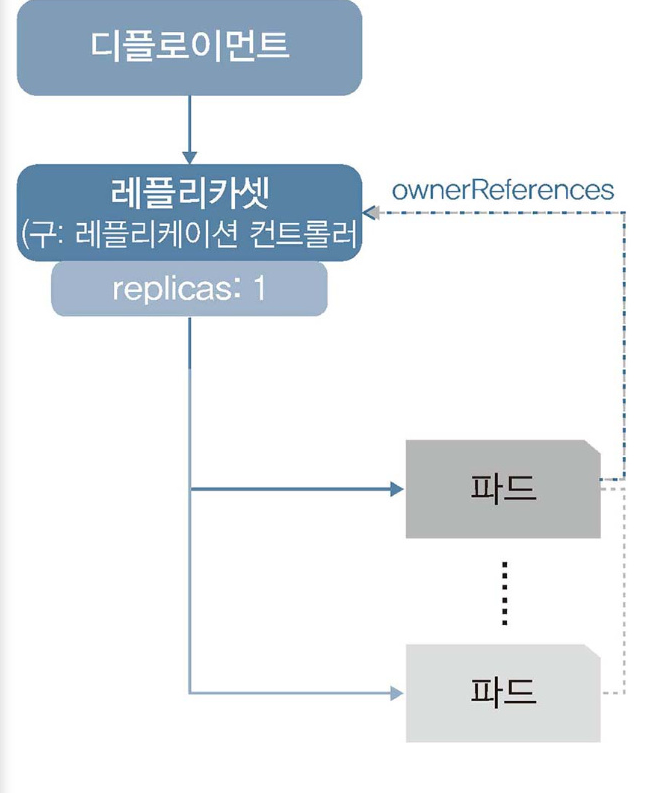 디플로이먼트
레플리카셋
(구: 레플리케이션 컨트롤러
ownerReferences
replicas: 1
파드
파드